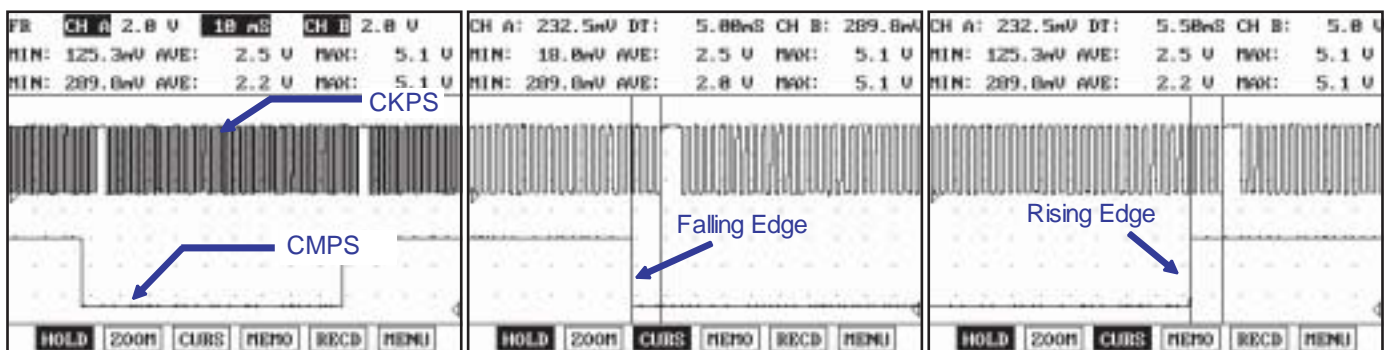 FR CH A 2.0 V 10 mS CH B 2.0 V
MIN: 125.3mV AVE: 2.5 V MAX: 5.1 V
MIN: 289.8mV AVE: 2.2 V MAX: 5.1 V
CKPS
CMPS
HOLD ZOOM CURS MEMO RECD MENU
CH A: 232.5mV DT: 5.00mS CH B: 289.8mV
MIN: 18.0mV AVE: 2.5 V MAX: 5.1 V
MIN: 289.8mV AVE: 2.0 V MAX: 5.1 V
Falling Edge
HOLD ZOOM CURS MEMO RECD MENU
CH A: 232.5mV DT: 5.50mS CH B: 5.0 V
MIN: 125.3mV AVE: 2.5 V MAX: 5.1 V
MIN: 289.8mV AVE: 2.2 V MAX: 5.1 V
Rising Edge
HOLD ZOOM CURS MEMO RECD MENU